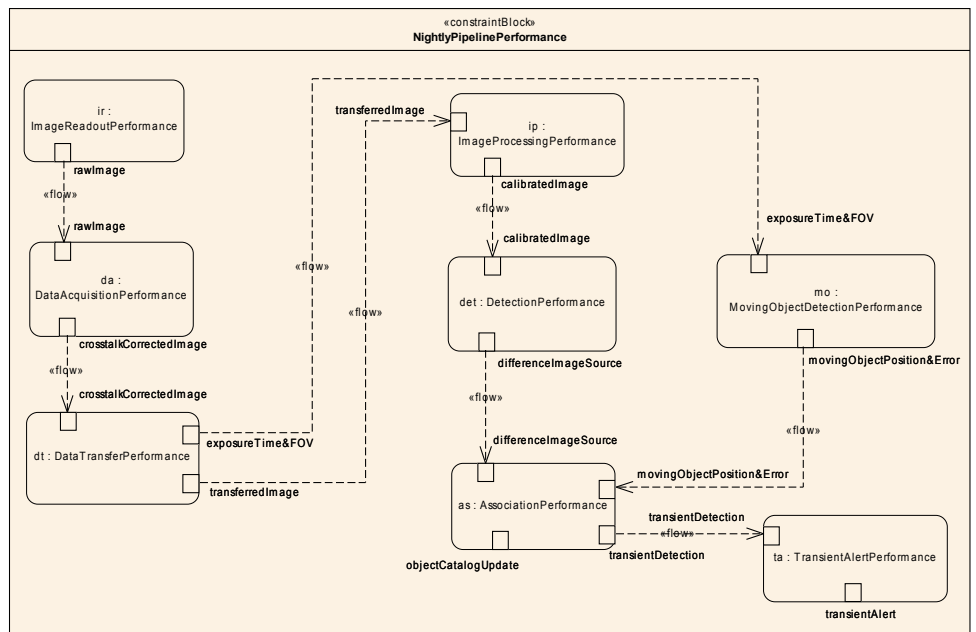 «constraintBlock»
NightlyPipelinePerformance
ir :
ImageReadoutPerformance
rawImage
«flow»
rawImage
da :
DataAcquisitionPerformance
crosstalkCorrectedImage
«flow»
crosstalkCorrectedImage
dt : DataTransferPerformance
exposureTime&FOV
transferredImage
«flow»
«flow»
transferredImage
ip :
ImageProcessingPerformance
calibratedImage
«flow»
calibratedImage
det : DetectionPerformance
differenceImageSource
«flow»
differenceImageSource
as : AssociationPerformance
objectCatalogUpdate
exposureTime&FOV
mo :
MovingObjectDetectionPerformance
movingObjectPosition&Error
«flow»
movingObjectPosition&Error
transientDetection
«flow»
transientDetection
ta : TransientAlertPerformance
transientAlert